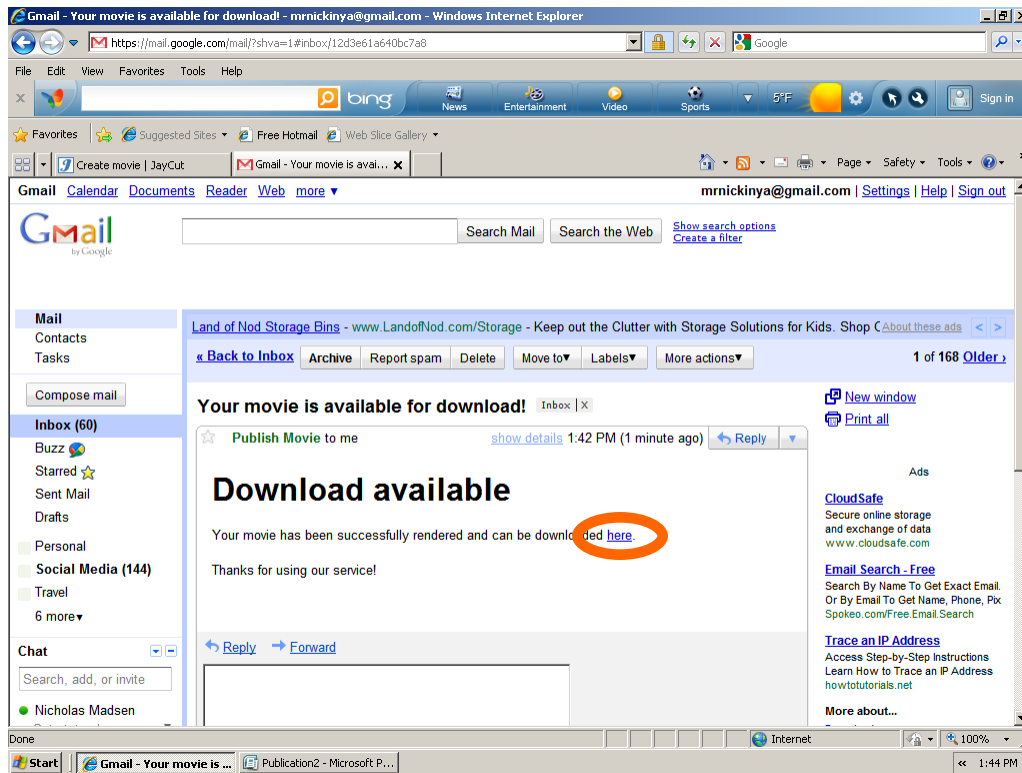 Gmail - Your movie is available for download! - mrnickinya@gmail.com - Windows Internet Explorer
https://mail.google.com/mail/?shva=1#inbox/12d3e61a640bc7a8 Google
File Edit View Favorites Tools Help
x bing News Entertainment Video Sports 5°F Sign in
Favorites Suggested Sites Free Hotmail Web Slice Gallery
Create movie | JayCut Gmail - Your movie is avai... Page Safety Tools
Gmail Calendar Documents Reader Web more ▼ mrnickinya@gmail.com | Settings | Help | Sign out
Gmail by Google
Search Mail Search the Web Show search options
Create a filter
Mail
Contacts
Tasks
Compose mail
Inbox (60)
Buzz
Starred
Sent Mail
Drafts
Personal
Social Media (144)
Travel
6 more▾
Chat
Search, add, or invite
Nicholas Madsen
Land of Nod Storage Bins - www.LandofNod.com/Storage - Keep out the Clutter with Storage Solutions for Kids. Shop About these ads < >
« Back to Inbox Archive Report spam Delete Move to▼ Labels▼ More actions▼ 1 of 168 Older ›
Your movie is available for download! Inbox | X
Publish Movie to me show details 1:42 PM (1 minute ago) Reply
Download available
Your movie has been successfully rendered and can be downloaded here.
Thanks for using our service!
Reply Forward
New window
Print all
Ads
CloudSafe
Secure online storage
and exchange of data
www.cloudsafe.com
Email Search - Free
Search By Name To Get Exact Email.
Or By Email To Get Name, Phone, Pix
Spokeo.com/Free.Email.Search
Trace an IP Address
Access Step-by-Step Instructions
Learn How to Trace an IP Address
howtotutorials.net
More about...
Done Internet 100%
Start Gmail - Your movie is ... Publication2 - Microsoft P... « 1:44 PM